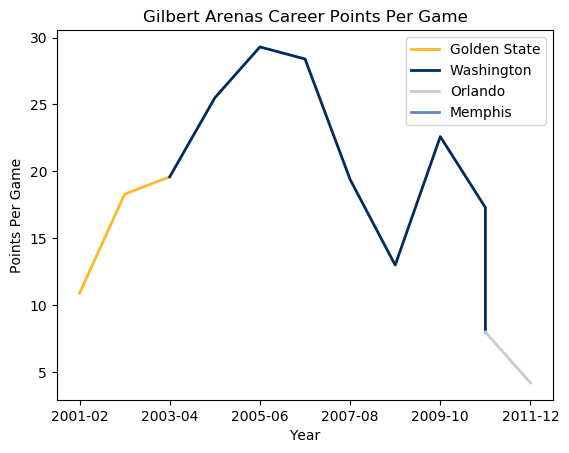 Gilbert Arenas Career Points Per Game
30
25
20
15
10
5
Points Per Game
Golden State
Washington
Orlando
Memphis
2001-02 2003-04 2005-06 2007-08 2009-10 2011-12
Year